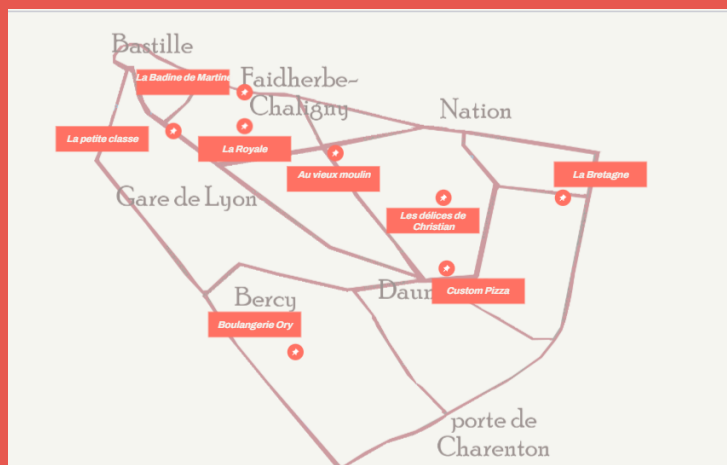 Bastille
La Badine de Martine
Faidherbe-
Chaligny
Nation
La petite classe
La Royale
Au vieux moulin
La Bretagne
Gare de Lyon
Les délices de
Christian
Daum
Custom Pizza
Bercy
Boulangerie Ory
porte de
Charenton